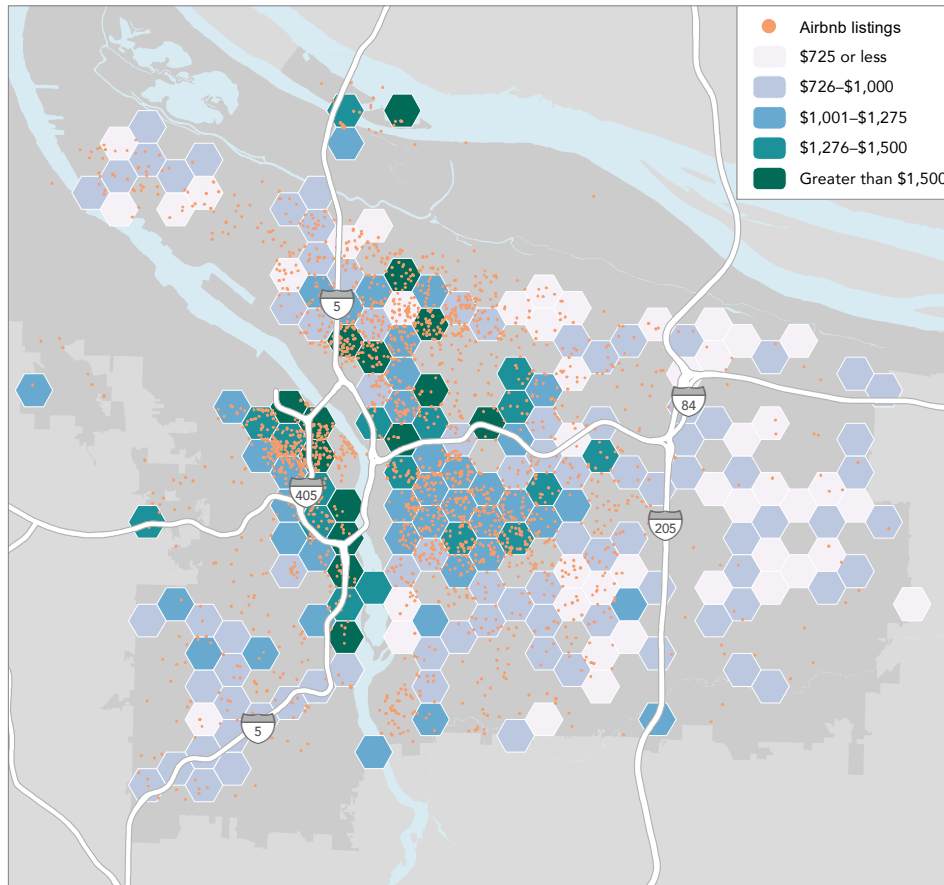 Airbnb listings
$725 or less
$726–$1,000
$1,001–$1,275
$1,276–$1,500
Greater than $1,500
5
84
405
205
5